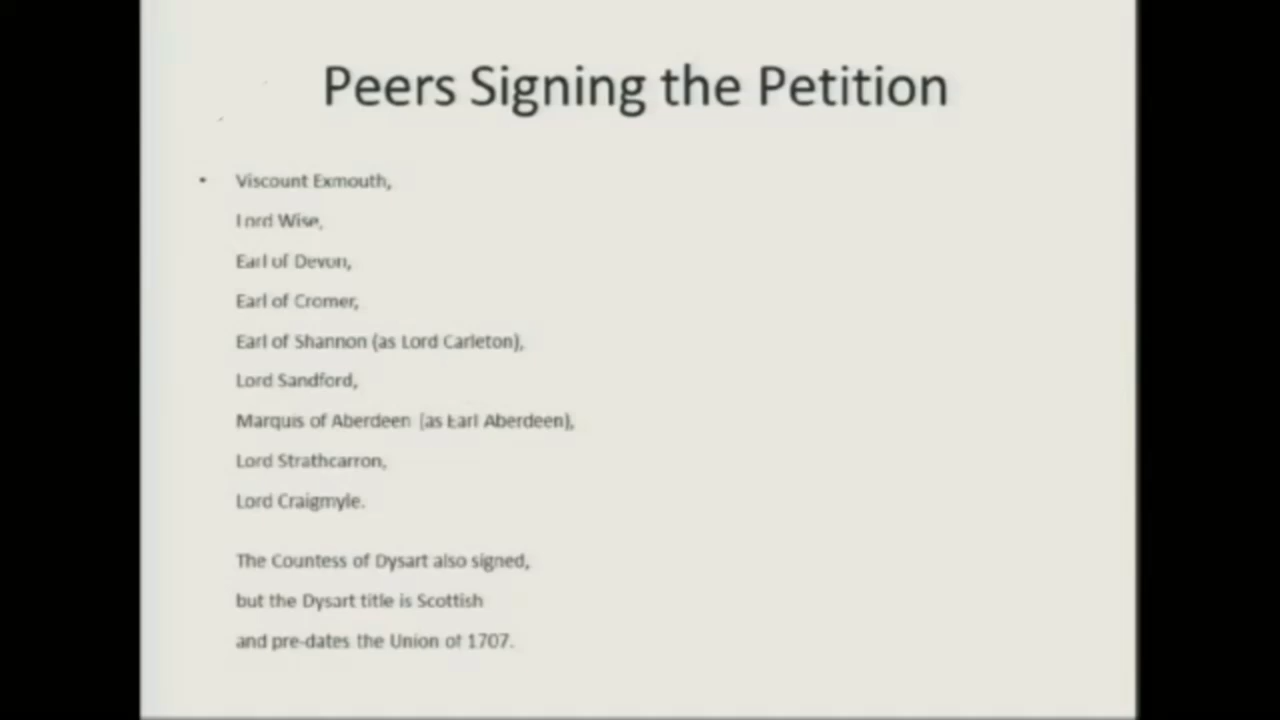 Peers Signing the Petition
• Viscount Exmouth,
Lord Wise,
Earl of Devon,
Earl of Cromer,
Earl of Shannon (as Lord Carleton),
Lord Sandford,
Marquis of Aberdeen (as Earl Aberdeen),
Lord Strathcarron,
Lord Craigmyle.
The Countess of Dysart also signed,
but the Dysart title is Scottish
and pre-dates the Union of 1707.